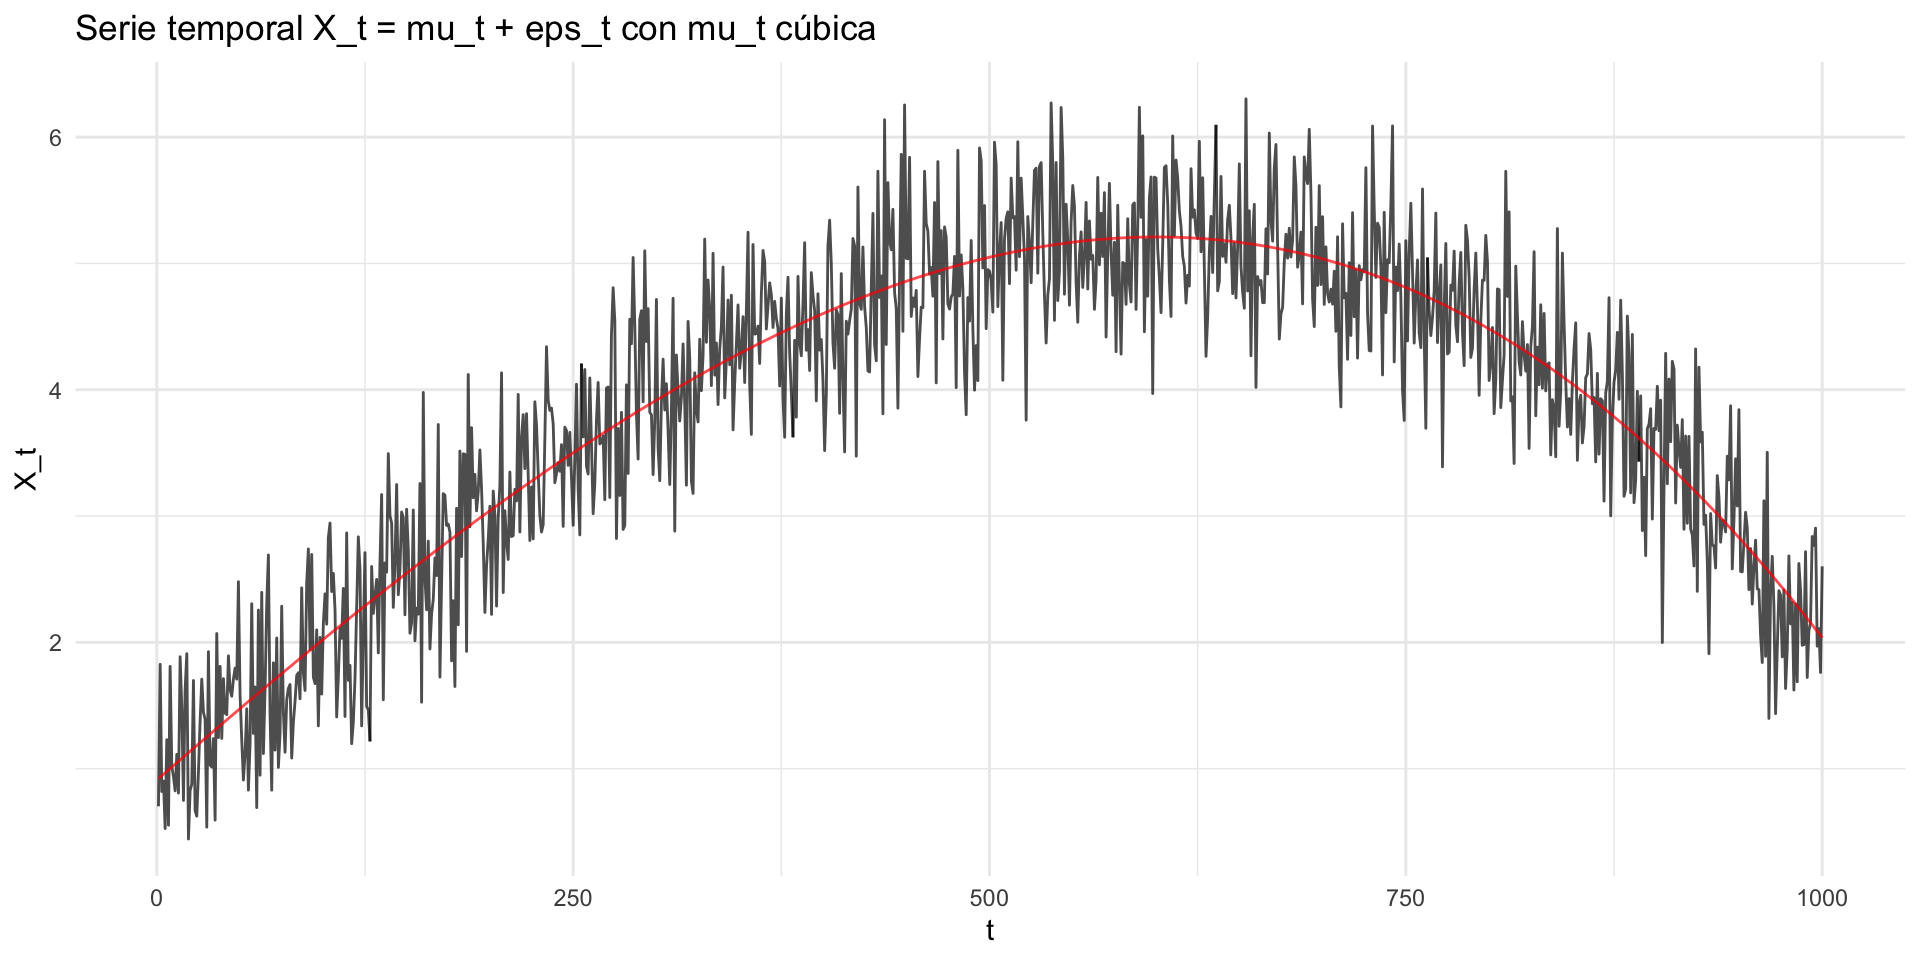 Serie temporal X_t = mu_t + eps_t con mu_t cúbica
X_t
6
4
2
0
250
500
750
1000
t